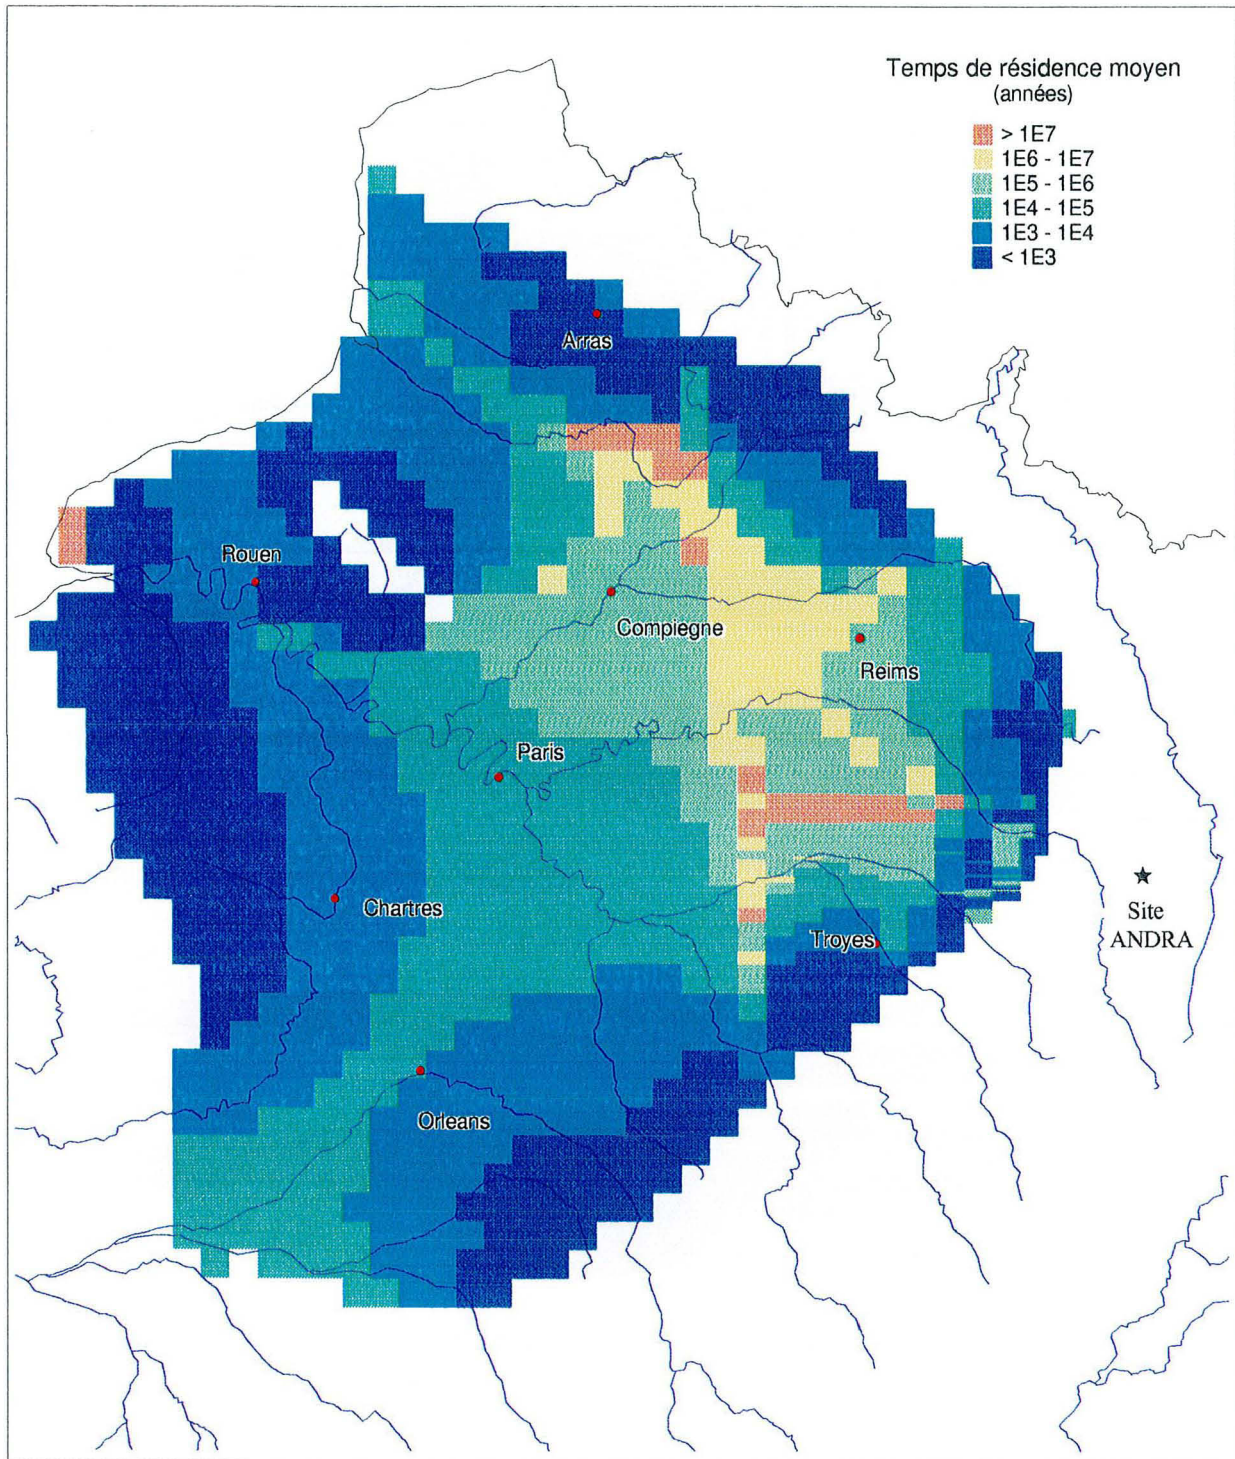 Temps de résidence moyen
(années)
> 1E7
1E6 - 1E7
1E5 - 1E6
1E4 - 1E5
1E3 - 1E4
< 1E3
Arras
Rouen
Compiegne
Reims
Paris
Chartres
Troyes
Site
ANDRA
Orleans